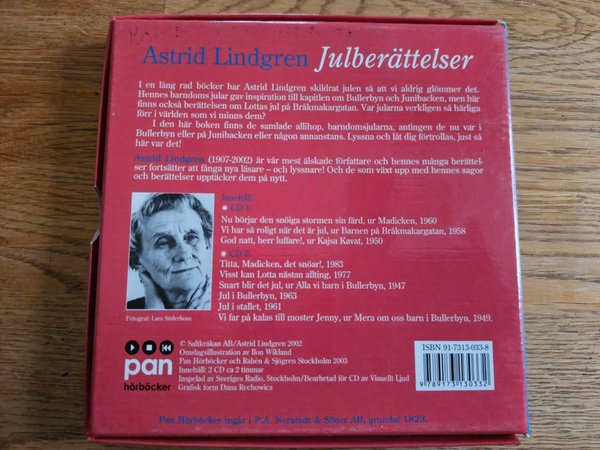 Astrid Lindgren Julberättelser
I en lång rad böcker har Astrid Lindgren skildrat julen så att vi aldrig glömmer det.
Hennes barndoms jular gav inspiration till kapitlen om Bullerbyn och Junibacken, men här
finns också berättelsen om Lottas jul på Bråkmakargatan. Var jularna verkligen så härliga
förr i världen som vi minns dem?
I den här boken finns de samlade allihop, barndomsjularna, antingen de nu var i
Bullerbyn eller på Junibacken eller någon annanstans. Lyssna och låt dig förtrollas, just så
här var det!
Astrid Lindgren (1907-2002) är vår mest älskade författare och hennes många berättel-
ser fortsätter att fånga nya läsare – och lyssnare! Och de som växt upp med hennes sagor
och berättelser upptäcker dem på nytt.
Innehåll:
CD 1
Nu börjar den snöiga stormen sin färd, ur Madicken, 1960
Vi har så roligt när det är jul, ur Barnen på Bråkmakargatan, 1958
God natt, herr luffare!, ur Kajsa Kavat, 1950
CD 2
Titta, Madicken, det snöar!, 1983
Visst kan Lotta nästan allting, 1977
Snart blir det jul, ur Alla vi barn i Bullerbyn, 1947
Jul i Bullerbyn, 1963
Jul i stallet, 1961
Vi far på kalas till moster Jenny, ur Mera om oss barn i Bullerbyn, 1949.
Fotograf: Lars Söderbom
pan
hörböcker
© Saltkråkan AB/Astrid Lindgren 2002
Omslagsillustration av Ilon Wikland
Pan Hörböcker och Rabén & Sjögren Stockholm 2003
Innehåll: 2 CD ca 2 timmar
Inspelad av Sveriges Radio, Stockholm/Bearbetad för CD av Visuellt Ljud
Grafisk form Dana Rechowicz
ISBN 91-7313-033-8
9 789173 130332
Pan Hörböcker ingår i P.A. Norstedt & Söner AB, grundat 1823.